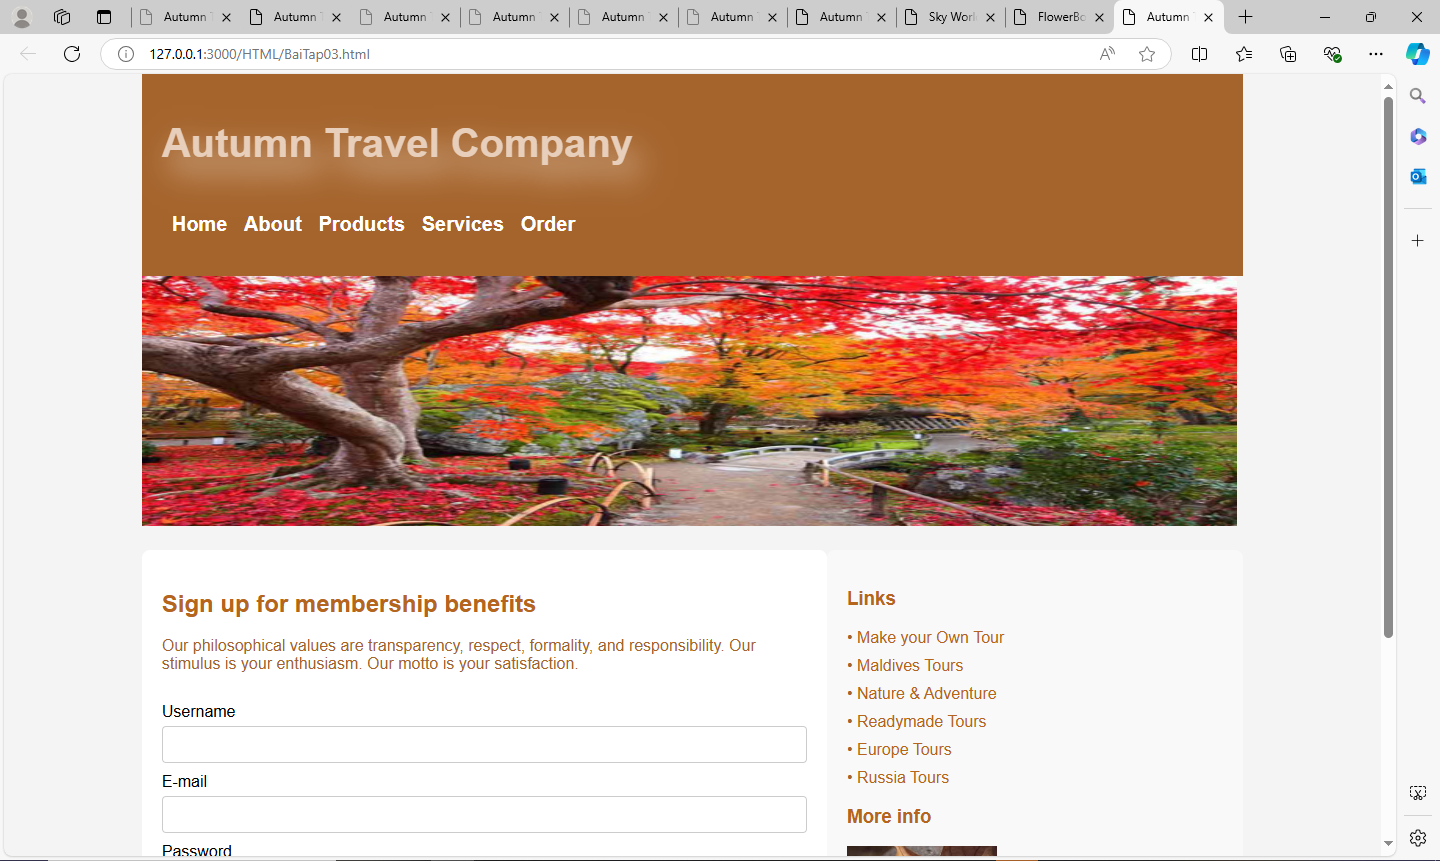 Autumn T
Autumn T
Autumn T
Autumn T
Autumn T
Autumn T
Autumn T
Sky Worl
FlowerBo
Autumn T
127.0.0.1:3000/HTML/BaiTap03.html
Autumn Travel Company
Home About Products Services Order
Sign up for membership benefits
Our philosophical values are transparency, respect, formality, and responsibility. Our
stimulus is your enthusiasm. Our motto is your satisfaction.
Username
E-mail
Password
Links
• Make your Own Tour
• Maldives Tours
• Nature & Adventure
• Readymade Tours
• Europe Tours
• Russia Tours
More info